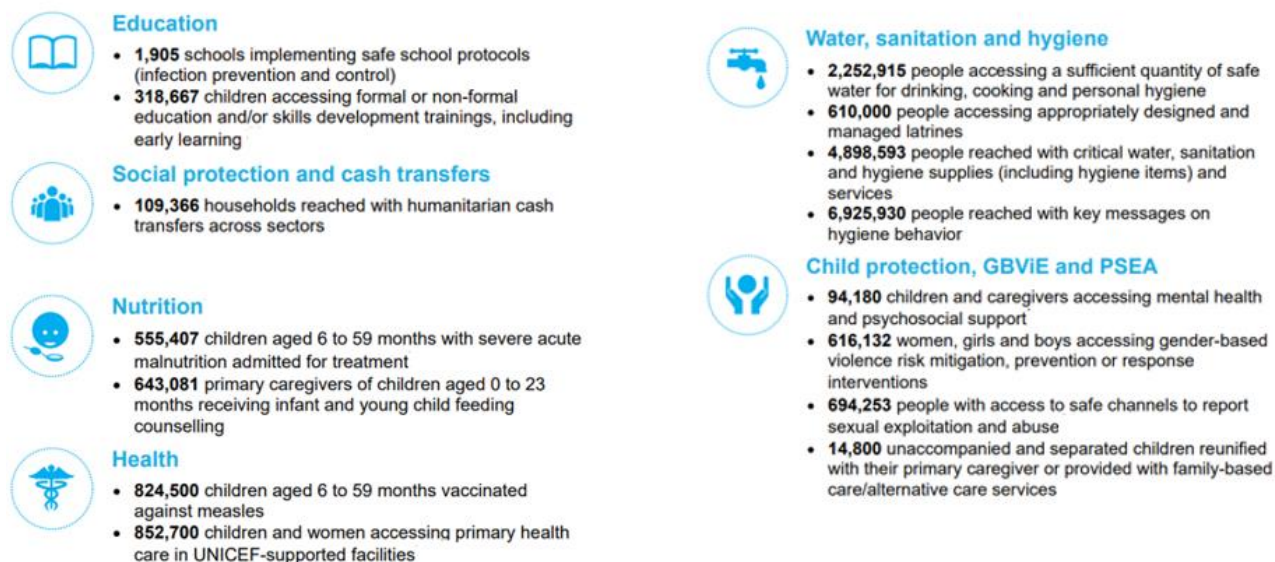 Education
• 1,905 schools implementing safe school protocols
(infection prevention and control)
• 318,667 children accessing formal or non-formal
education and/or skills development trainings, including
early learning
Social protection and cash transfers
• 109,366 households reached with humanitarian cash
transfers across sectors
Nutrition
• 555,407 children aged 6 to 59 months with severe acute
malnutrition admitted for treatment
• 643,081 primary caregivers of children aged 0 to 23
months receiving infant and young child feeding
counselling
Health
• 824,500 children aged 6 to 59 months vaccinated
against measles
• 852,700 children and women accessing primary health
care in UNICEF-supported facilities
Water, sanitation and hygiene
• 2,252,915 people accessing a sufficient quantity of safe
water for drinking, cooking and personal hygiene
• 610,000 people accessing appropriately designed and
managed latrines
• 4,898,593 people reached with critical water, sanitation
and hygiene supplies (including hygiene items) and
services
• 6,925,930 people reached with key messages on
hygiene behavior
Child protection, GBViE and PSEA
• 94,180 children and caregivers accessing mental health
and psychosocial support
• 616,132 women, girls and boys accessing gender-based
violence risk mitigation, prevention or response
interventions
• 694,253 people with access to safe channels to report
sexual exploitation and abuse
• 14,800 unaccompanied and separated children reunified
with their primary caregiver or provided with family-based
care/alternative care services